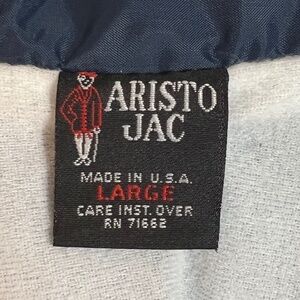 ARISTO
JAC
MADE IN U.S.A.
LARGE
CARE INST. OVER
RN 71662